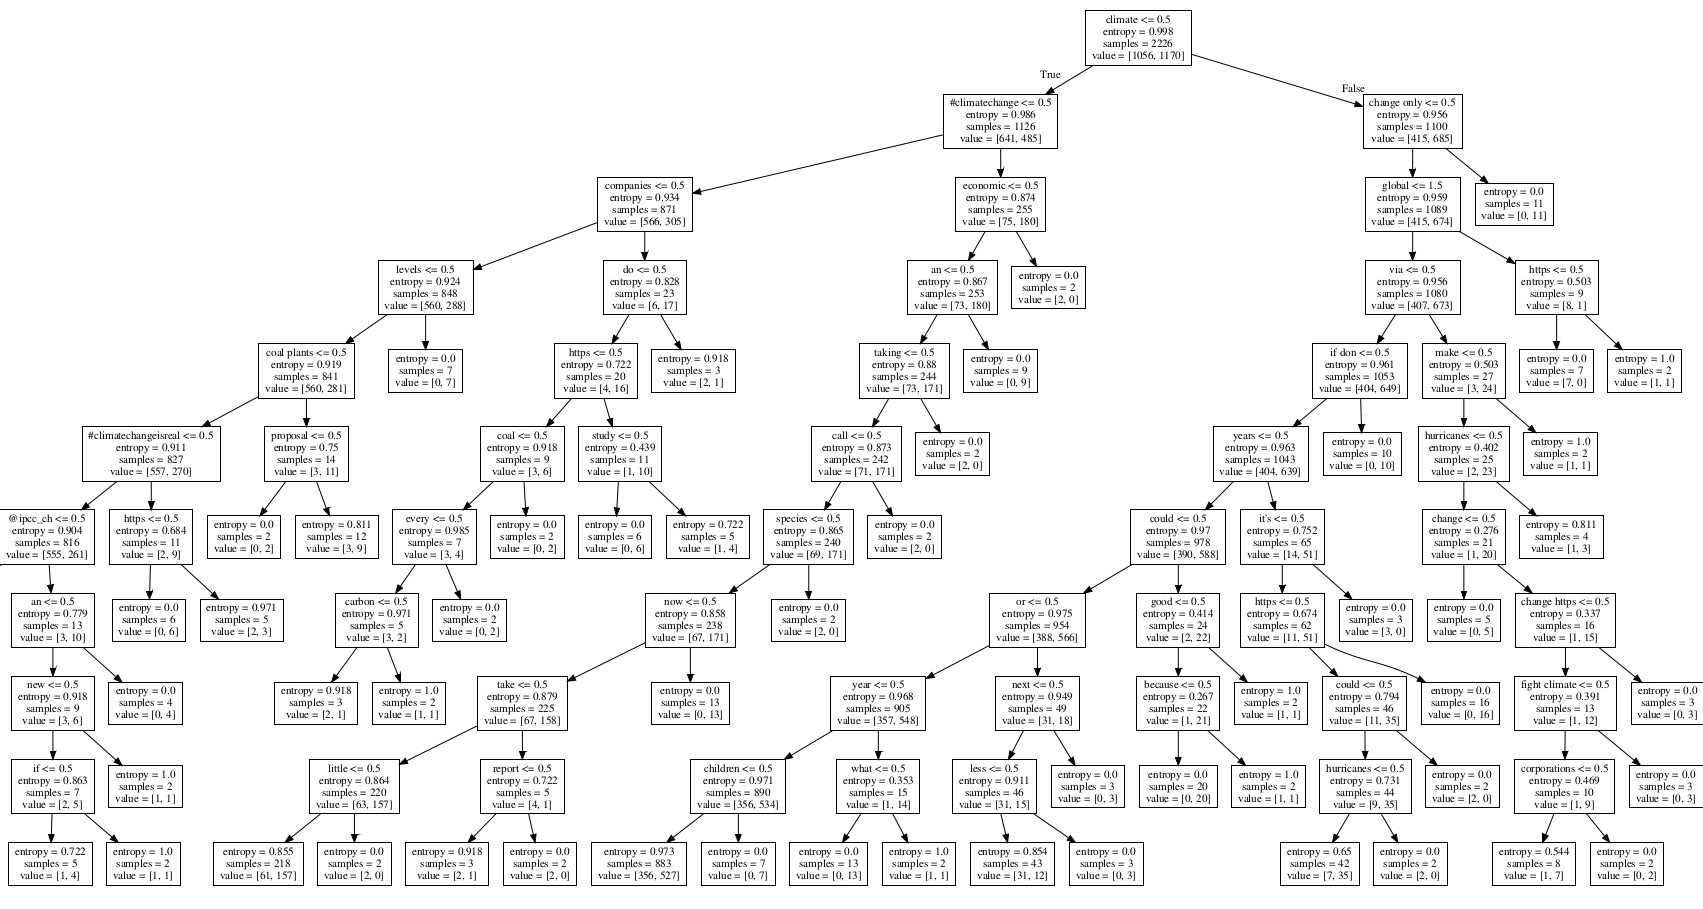 climate <= 0.5
entropy = 0.998
samples = 2226
value = [1056, 1170]
True
False
#climatechange <= 0.5
entropy = 0.986
samples = 1126
value = [641, 485]
change only <= 0.5
entropy = 0.956
samples = 1100
value = [415, 685]
companies <= 0.5
entropy = 0.934
samples = 871
value = [566, 305]
economic <= 0.5
entropy = 0.874
samples = 255
value = [75, 180]
global <= 1.5
entropy = 0.959
samples = 1089
value = [415, 674]
entropy = 0.0
samples = 11
value = [0, 11]
levels <= 0.5
entropy = 0.924
samples = 848
value = [560, 288]
do <= 0.5
entropy = 0.828
samples = 23
value = [6, 17]
an <= 0.5
entropy = 0.867
samples = 253
value = [73, 180]
entropy = 0.0
samples = 2
value = [2, 0]
via <= 0.5
entropy = 0.956
samples = 1080
value = [407, 673]
https <= 0.5
entropy = 0.503
samples = 9
value = [8, 1]
coal plants <= 0.5
entropy = 0.919
samples = 841
value = [560, 281]
entropy = 0.0
samples = 7
value = [0, 7]
https <= 0.5
entropy = 0.722
samples = 20
value = [4, 16]
entropy = 0.918
samples = 3
value = [2, 1]
taking <= 0.5
entropy = 0.88
samples = 244
value = [73, 171]
entropy = 0.0
samples = 9
value = [0, 9]
if don <= 0.5
entropy = 0.961
samples = 1053
value = [404, 649]
make <= 0.5
entropy = 0.503
samples = 27
value = [3, 24]
entropy = 0.0
samples = 7
value = [7, 0]
entropy = 1.0
samples = 2
value = [1, 1]
#climatechangeisreal <= 0.5
entropy = 0.911
samples = 827
value = [557, 270]
proposal <= 0.5
entropy = 0.75
samples = 14
value = [3, 11]
coal <= 0.5
entropy = 0.918
samples = 9
value = [3, 6]
study <= 0.5
entropy = 0.439
samples = 11
value = [1, 10]
call <= 0.5
entropy = 0.873
samples = 242
value = [71, 171]
entropy = 0.0
samples = 2
value = [2, 0]
years <= 0.5
entropy = 0.963
samples = 1043
value = [404, 639]
entropy = 0.0
samples = 10
value = [0, 10]
hurricanes <= 0.5
entropy = 0.402
samples = 25
value = [2, 23]
entropy = 1.0
samples = 2
value = [1, 1]
@ipcc_ch <= 0.5
entropy = 0.904
samples = 816
value = [555, 261]
https <= 0.5
entropy = 0.684
samples = 11
value = [2, 9]
entropy = 0.0
samples = 2
value = [0, 2]
entropy = 0.811
samples = 12
value = [3, 9]
every <= 0.5
entropy = 0.985
samples = 7
value = [3, 4]
entropy = 0.0
samples = 2
value = [0, 2]
entropy = 0.0
samples = 6
value = [0, 6]
entropy = 0.722
samples = 5
value = [1, 4]
species <= 0.5
entropy = 0.865
samples = 240
value = [69, 171]
entropy = 0.0
samples = 2
value = [2, 0]
could <= 0.5
entropy = 0.97
samples = 978
value = [390, 588]
it's <= 0.5
entropy = 0.752
samples = 65
value = [14, 51]
change <= 0.5
entropy = 0.276
samples = 21
value = [1, 20]
entropy = 0.811
samples = 4
value = [1, 3]
an <= 0.5
entropy = 0.779
samples = 13
value = [3, 10]
entropy = 0.0
samples = 6
value = [0, 6]
entropy = 0.971
samples = 5
value = [2, 3]
carbon <= 0.5
entropy = 0.971
samples = 5
value = [3, 2]
entropy = 0.0
samples = 2
value = [0, 2]
now <= 0.5
entropy = 0.858
samples = 238
value = [67, 171]
entropy = 0.0
samples = 2
value = [2, 0]
or <= 0.5
entropy = 0.975
samples = 954
value = [388, 566]
good <= 0.5
entropy = 0.414
samples = 24
value = [2, 22]
https <= 0.5
entropy = 0.674
samples = 62
value = [11, 51]
entropy = 0.0
samples = 3
value = [3, 0]
entropy = 0.0
samples = 5
value = [0, 5]
change https <= 0.5
entropy = 0.337
samples = 16
value = [1, 15]
new <= 0.5
entropy = 0.918
samples = 9
value = [3, 6]
entropy = 0.0
samples = 4
value = [0, 4]
entropy = 0.918
samples = 3
value = [2, 1]
entropy = 1.0
samples = 2
value = [1, 1]
take <= 0.5
entropy = 0.879
samples = 225
value = [67, 158]
entropy = 0.0
samples = 13
value = [0, 13]
year <= 0.5
entropy = 0.968
samples = 905
value = [357, 548]
next <= 0.5
entropy = 0.949
samples = 49
value = [31, 18]
because <= 0.5
entropy = 0.267
samples = 22
value = [1, 21]
entropy = 1.0
samples = 2
value = [1, 1]
could <= 0.5
entropy = 0.794
samples = 46
value = [11, 35]
entropy = 0.0
samples = 16
value = [0, 16]
fight climate <= 0.5
entropy = 0.391
samples = 13
value = [1, 12]
entropy = 0.0
samples = 3
value = [0, 3]
if <= 0.5
entropy = 0.863
samples = 7
value = [2, 5]
entropy = 1.0
samples = 2
value = [1, 1]
little <= 0.5
entropy = 0.864
samples = 220
value = [63, 157]
report <= 0.5
entropy = 0.722
samples = 5
value = [4, 1]
children <= 0.5
entropy = 0.971
samples = 890
value = [356, 534]
what <= 0.5
entropy = 0.353
samples = 15
value = [1, 14]
less <= 0.5
entropy = 0.911
samples = 46
value = [31, 15]
entropy = 0.0
samples = 3
value = [0, 3]
entropy = 0.0
samples = 20
value = [0, 20]
entropy = 1.0
samples = 2
value = [1, 1]
hurricanes <= 0.5
entropy = 0.731
samples = 44
value = [9, 35]
entropy = 0.0
samples = 2
value = [2, 0]
corporations <= 0.5
entropy = 0.469
samples = 10
value = [1, 9]
entropy = 0.0
samples = 3
value = [0, 3]
entropy = 0.722
samples = 5
value = [1, 4]
entropy = 1.0
samples = 2
value = [1, 1]
entropy = 0.855
samples = 218
value = [61, 157]
entropy = 0.0
samples = 2
value = [2, 0]
entropy = 0.918
samples = 3
value = [2, 1]
entropy = 0.0
samples = 2
value = [2, 0]
entropy = 0.973
samples = 883
value = [356, 527]
entropy = 0.0
samples = 7
value = [0, 7]
entropy = 0.0
samples = 13
value = [0, 13]
entropy = 1.0
samples = 2
value = [1, 1]
entropy = 0.854
samples = 43
value = [31, 12]
entropy = 0.0
samples = 3
value = [0, 3]
entropy = 0.65
samples = 42
value = [7, 35]
entropy = 0.0
samples = 2
value = [2, 0]
entropy = 0.544
samples = 8
value = [1, 7]
entropy = 0.0
samples = 2
value = [0, 2]